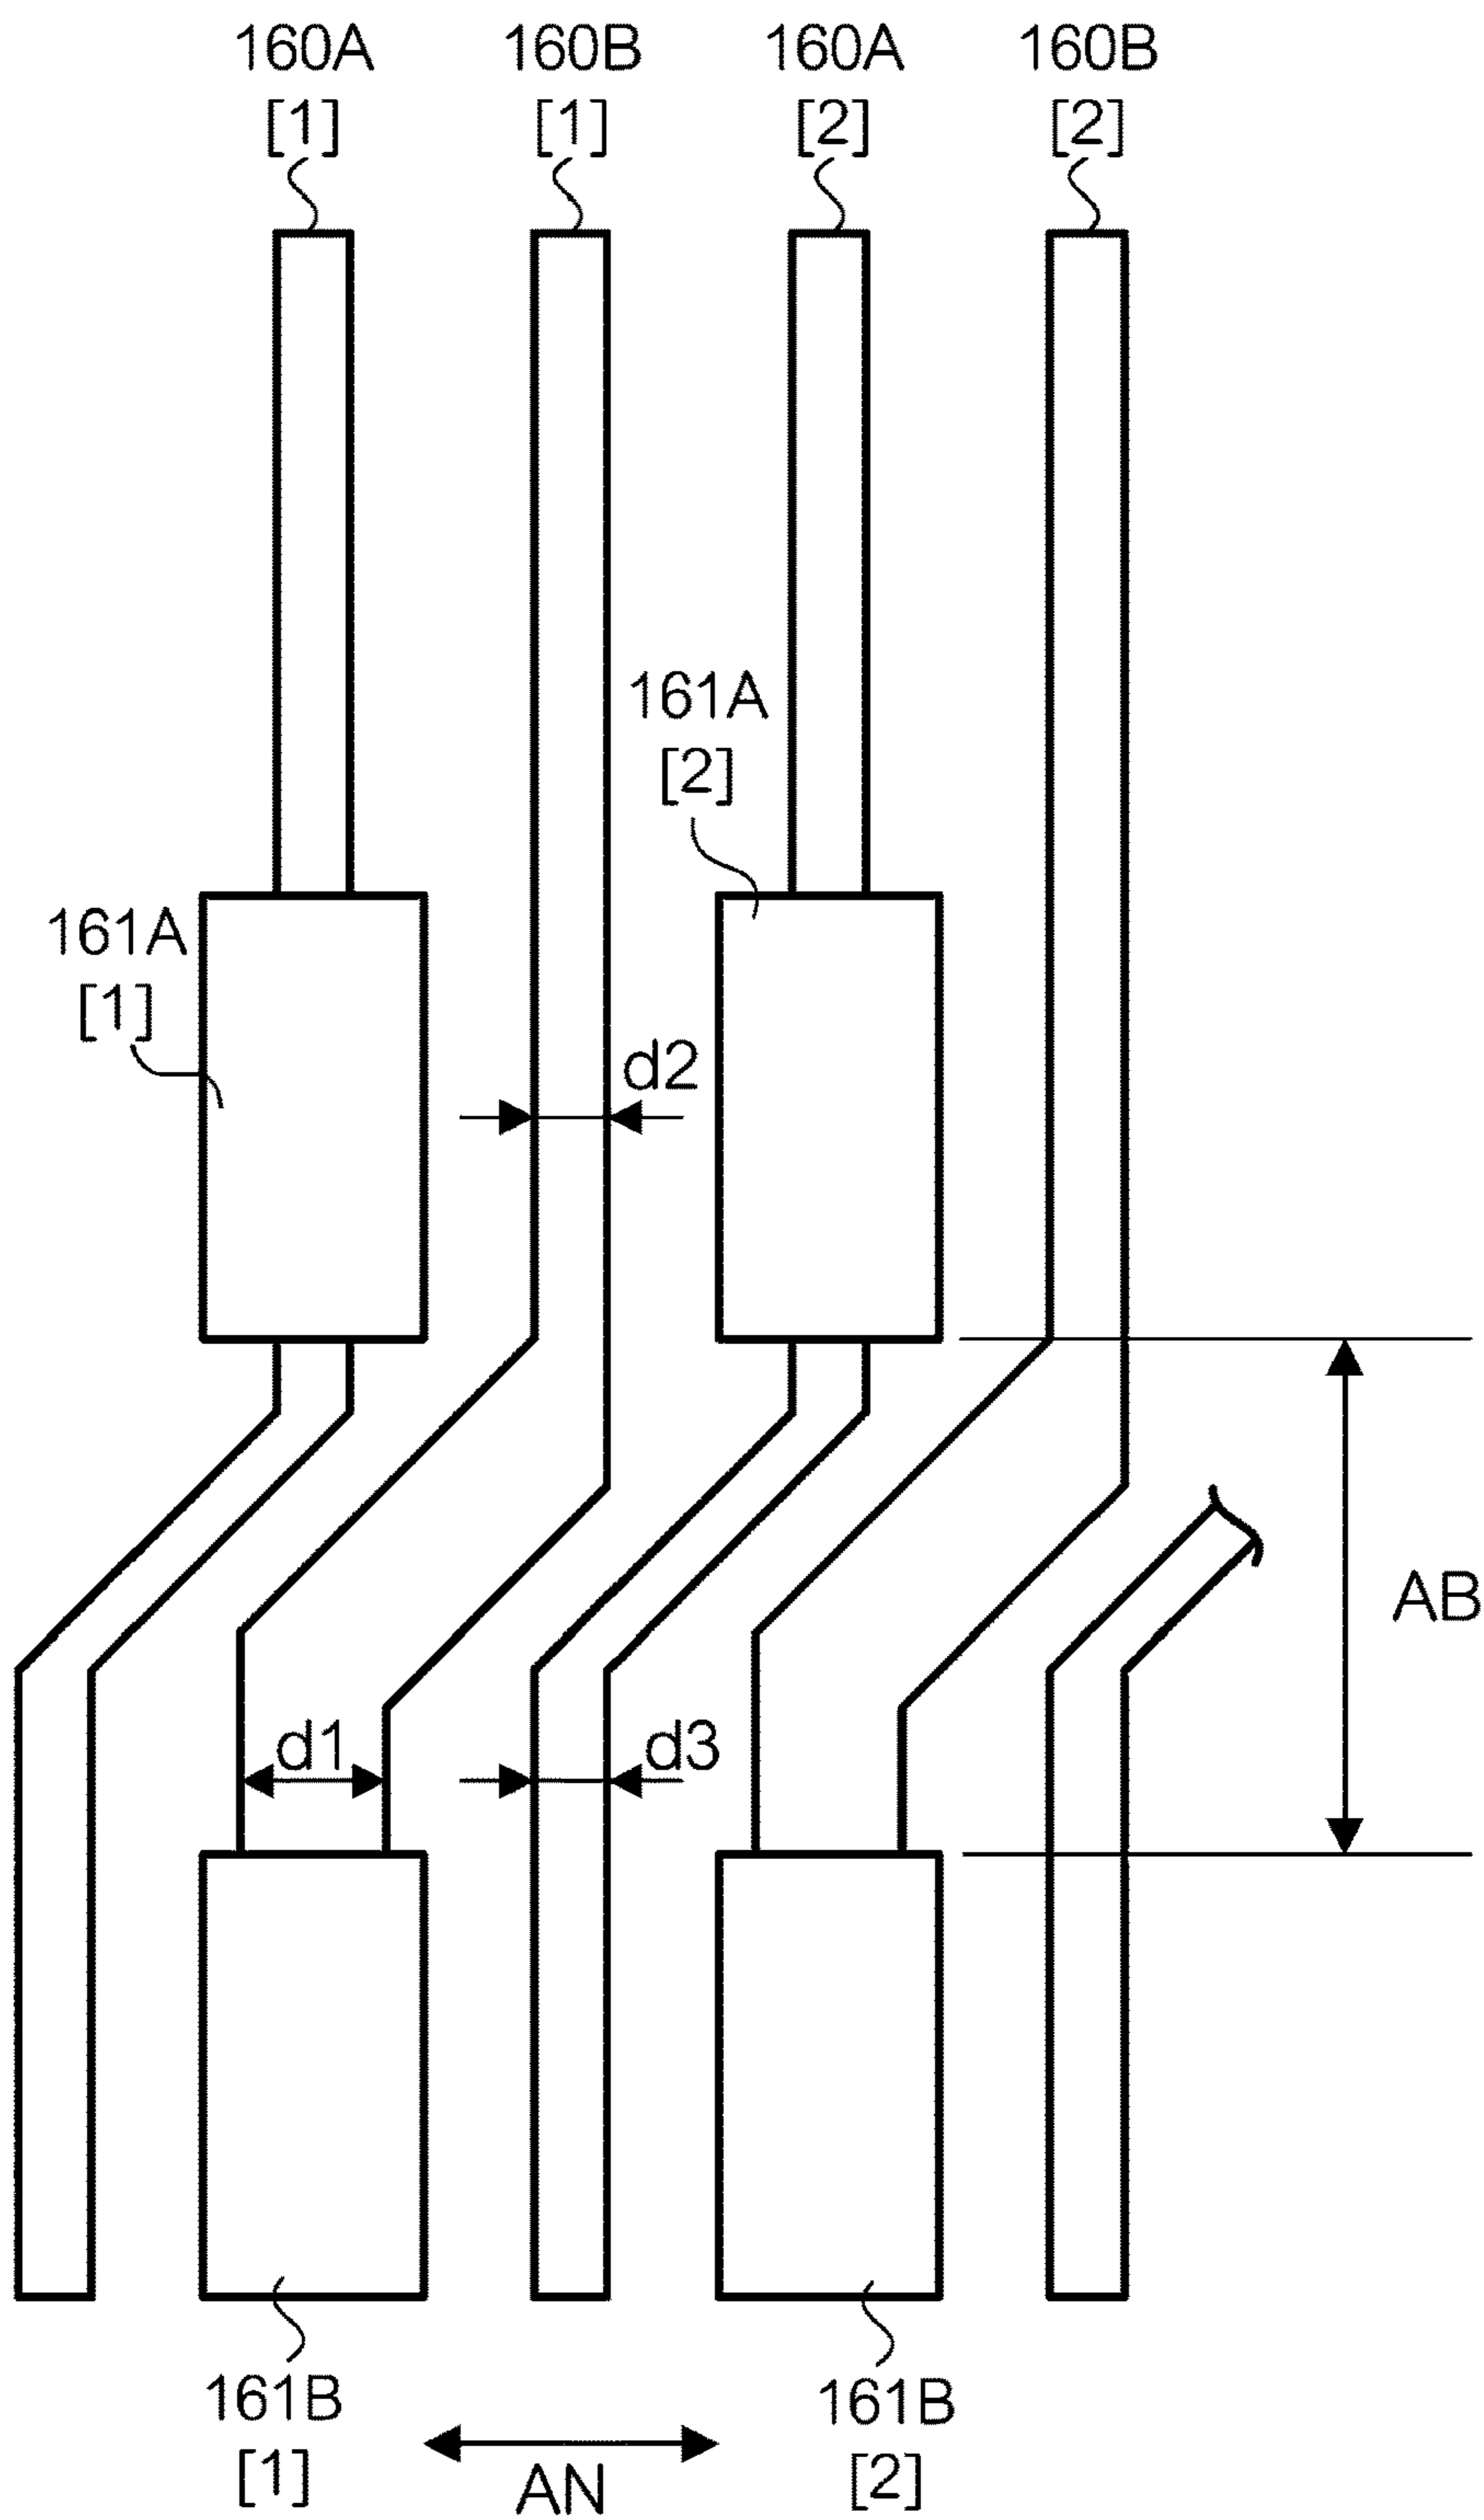 160A
[1]
160B
[1]
160A
[2]
160B
[2]
161A
[2]
161A
[1]
d2
AB
d1
d3
161B
[1]
AN
161B
[2]